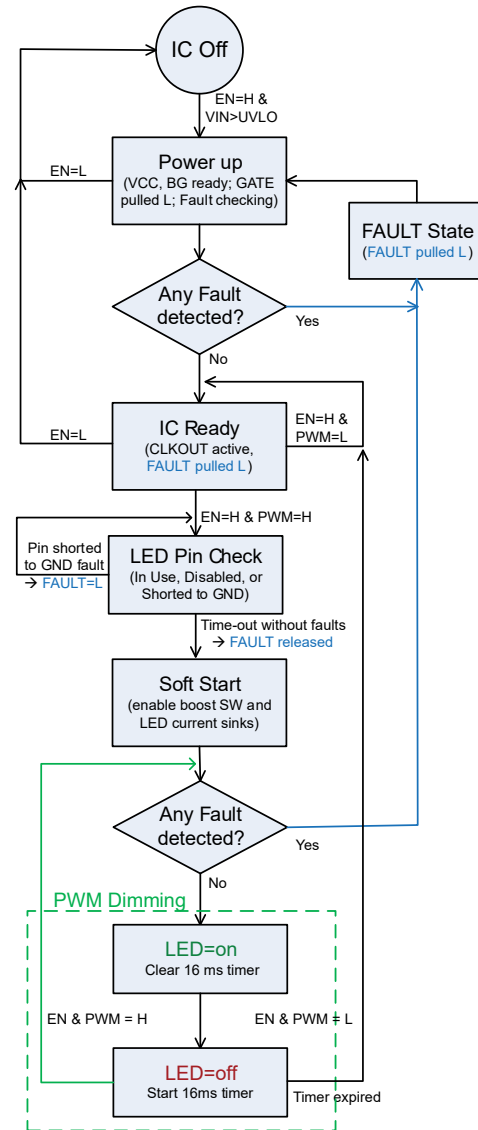 IC Off
EN=H &
VIN>UVLO
Power up
(VCC, BG ready; GATE
pulled L; Fault checking)
EN=L
FAULT State
(FAULT pulled L)
Any Fault
detected?
Yes
No
IC Ready
(CLKOUT active,
FAULT pulled L)
EN=L
EN=H &
PWM=L
EN=H & PWM=H
Pin shorted
to GND fault
→ FAULT=L
LED Pin Check
(In Use, Disabled, or
Shorted to GND)
Time-out without faults
→ FAULT released
Soft Start
(enable boost SW and
LED current sinks)
Any Fault
detected?
Yes
No
PWM Dimming
LED=on
Clear 16 ms timer
EN & PWM = H
EN & PWM = L
LED=off
Start 16ms timer
Timer expired